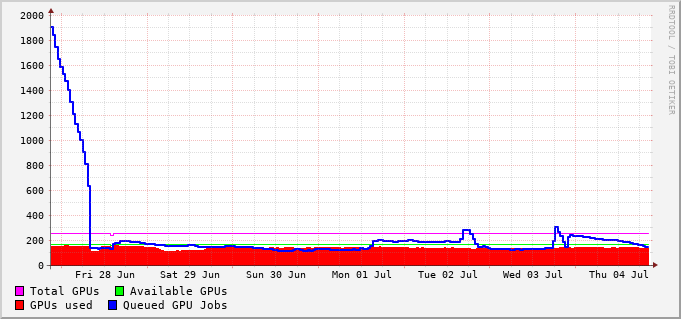 RRDTOOL / TOBI OETIKER
2000
1800
1600
1400
1200
1000
800
600
400
200
0
Fri 28 Jun Sat 29 Jun Sun 30 Jun Mon 01 Jul Tue 02 Jul Wed 03 Jul Thu 04 Jul
Total GPUs Available GPUs
GPUs used Queued GPU Jobs